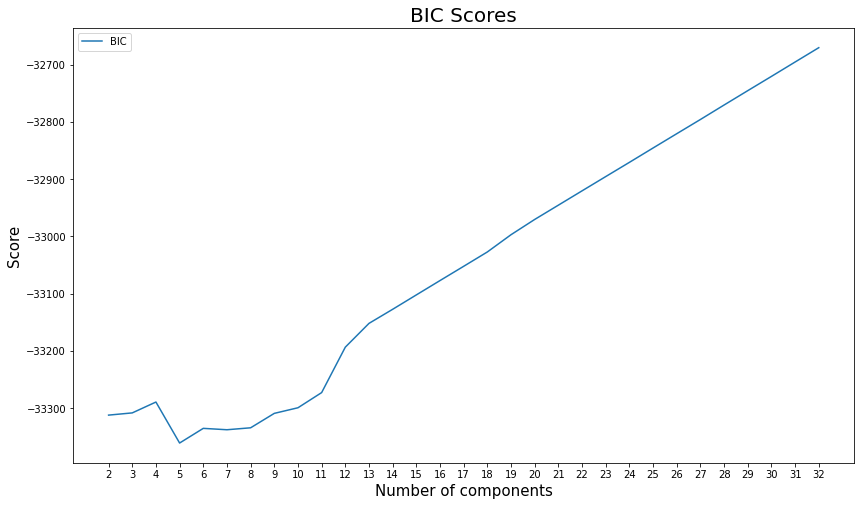 BIC Scores
BIC
Score
−32700
−32800
−32900
−33000
−33100
−33200
−33300
2 3 4 5 6 7 8 9 10 11 12 13 14 15 16 17 18 19 20 21 22 23 24 25 26 27 28 29 30 31 32
Number of components